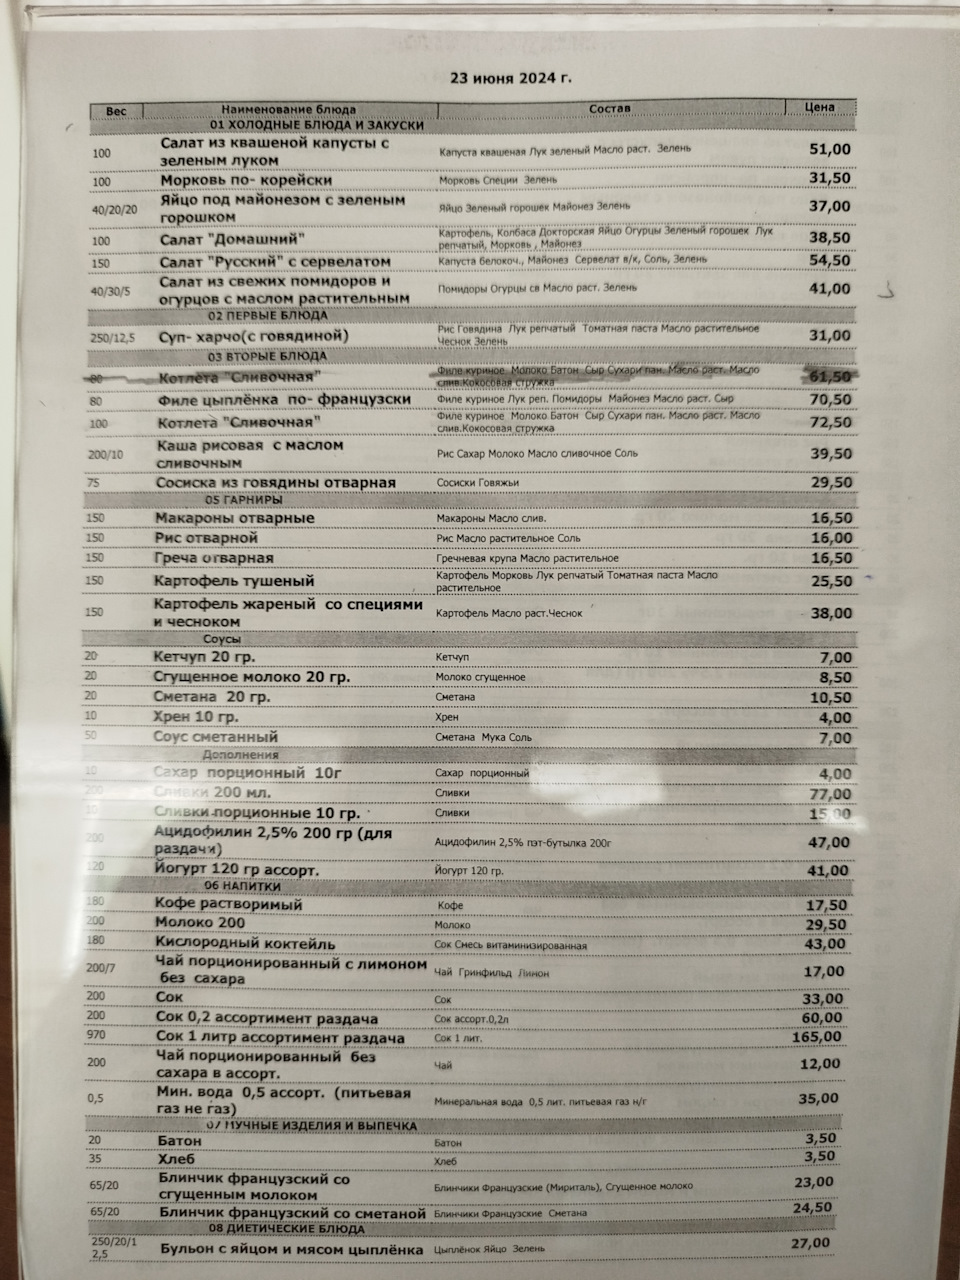 23 июня 2024 г.
Вес Наименование блюда Состав Цена
01 ХОЛОДНЫЕ БЛЮДА И ЗАКУСКИ
100 Салат из квашеной капусты с зеленым луком Капуста квашеная Лук зеленый Масло раст. Зелень 51,00
100 Морковь по- корейски Морковь Специи Зелень 31,50
40/20/20 Яйцо под майонезом с зеленым горошком Яйцо Зеленый горошек Майонез Зелень 37,00
100 Салат "Домашний" Картофель, Колбаса Докторская Яйцо Огурцы Зеленый горошек Лук репчатый, Морковь , Майонез 38,50
150 Салат "Русский" с сервелатом Капуста белокоч., Майонез Сервелат в/к, Соль, Зелень 54,50
40/30/5 Салат из свежих помидоров и огурцов с маслом растительным Помидоры Огурцы св Масло раст. Зелень 41,00
02 ПЕРВЫЕ БЛЮДА
250/12,5 Суп- харчо(с говядиной) Рис Говядина Лук репчатый Томатная паста Масло растительное Чеснок Зелень 31,00
03 ВТОРЫЕ БЛЮДА
80 Котлета "Сливочная" Филе куриное Молоко Батон Сыр Сухари пан. Масло раст. Масло слив.Кокосовая стружка 61,50
80 Филе цыплёнка по- французски Филе куриное Лук реп. Помидоры Майонез Масло раст. Сыр 70,50
100 Котлета "Сливочная" Филе куриное Молоко Батон Сыр Сухари пан. Масло раст. Масло слив.Кокосовая стружка 72,50
200/10 Каша рисовая с маслом сливочным Рис Сахар Молоко Масло сливочное Соль 39,50
75 Сосиска из говядины отварная Сосиски Говяжьи 29,50
05 ГАРНИРЫ
150 Макароны отварные Макароны Масло слив. 16,50
150 Рис отварной Рис Масло растительное Соль 16,00
150 Греча отварная Гречневая крупа Масло растительное 16,50
150 Картофель тушеный Картофель Морковь Лук репчатый Томатная паста Масло растительное 25,50
150 Картофель жареный со специями и чесноком Картофель Масло раст.Чеснок 38,00
Соусы
20 Кетчуп 20 гр. Кетчуп 7,00
20 Сгущенное молоко 20 гр. Молоко сгущенное 8,50
20 Сметана 20 гр. Сметана 10,50
10 Хрен 10 гр. Хрен 4,00
50 Соус сметанный Сметана Мука Соль 7,00
Дополнения
10 Сахар порционный 10г Сахар порционный 4,00
200 Сливки 200 мл. Сливки 77,00
10 Сливки порционные 10 гр. Сливки 15,00
200 Ацидофилин 2,5% 200 гр (для раздачи) Ацидофилин 2,5% пэт-бутылка 200г 47,00
120 Йогурт 120 гр ассорт. Йогурт 120 гр. 41,00
06 НАПИТКИ
180 Кофе растворимый Кофе 17,50
200 Молоко 200 Молоко 29,50
180 Кислородный коктейль Сок Смесь витаминизированная 43,00
200/7 Чай порционированный с лимоном без сахара Чай Гринфильд Лимон 17,00
200 Сок Сок 33,00
200 Сок 0,2 ассортимент раздача Сок ассорт.0,2л 60,00
970 Сок 1 литр ассортимент раздача Сок 1 лит. 165,00
200 Чай порционированный без сахара в ассорт. Чай 12,00
0,5 Мин. вода 0,5 ассорт. (питьевая газ не газ) Минеральная вода 0,5 лит. питьевая газ н/г 35,00
07 МУЧНЫЕ ИЗДЕЛИЯ И ВЫПЕЧКА
20 Батон Батон 3,50
35 Хлеб Хлеб 3,50
65/20 Блинчик французский со сгущенным молоком Блинчики Французские (Мириталь), Сгущенное молоко 23,00
65/20 Блинчик французский со сметаной Блинчики Французские Сметана 24,50
08 ДИЕТИЧЕСКИЕ БЛЮДА
250/20/12,5 Бульон с яйцом и мясом цыплёнка Цыплёнок Яйцо Зелень 27,00